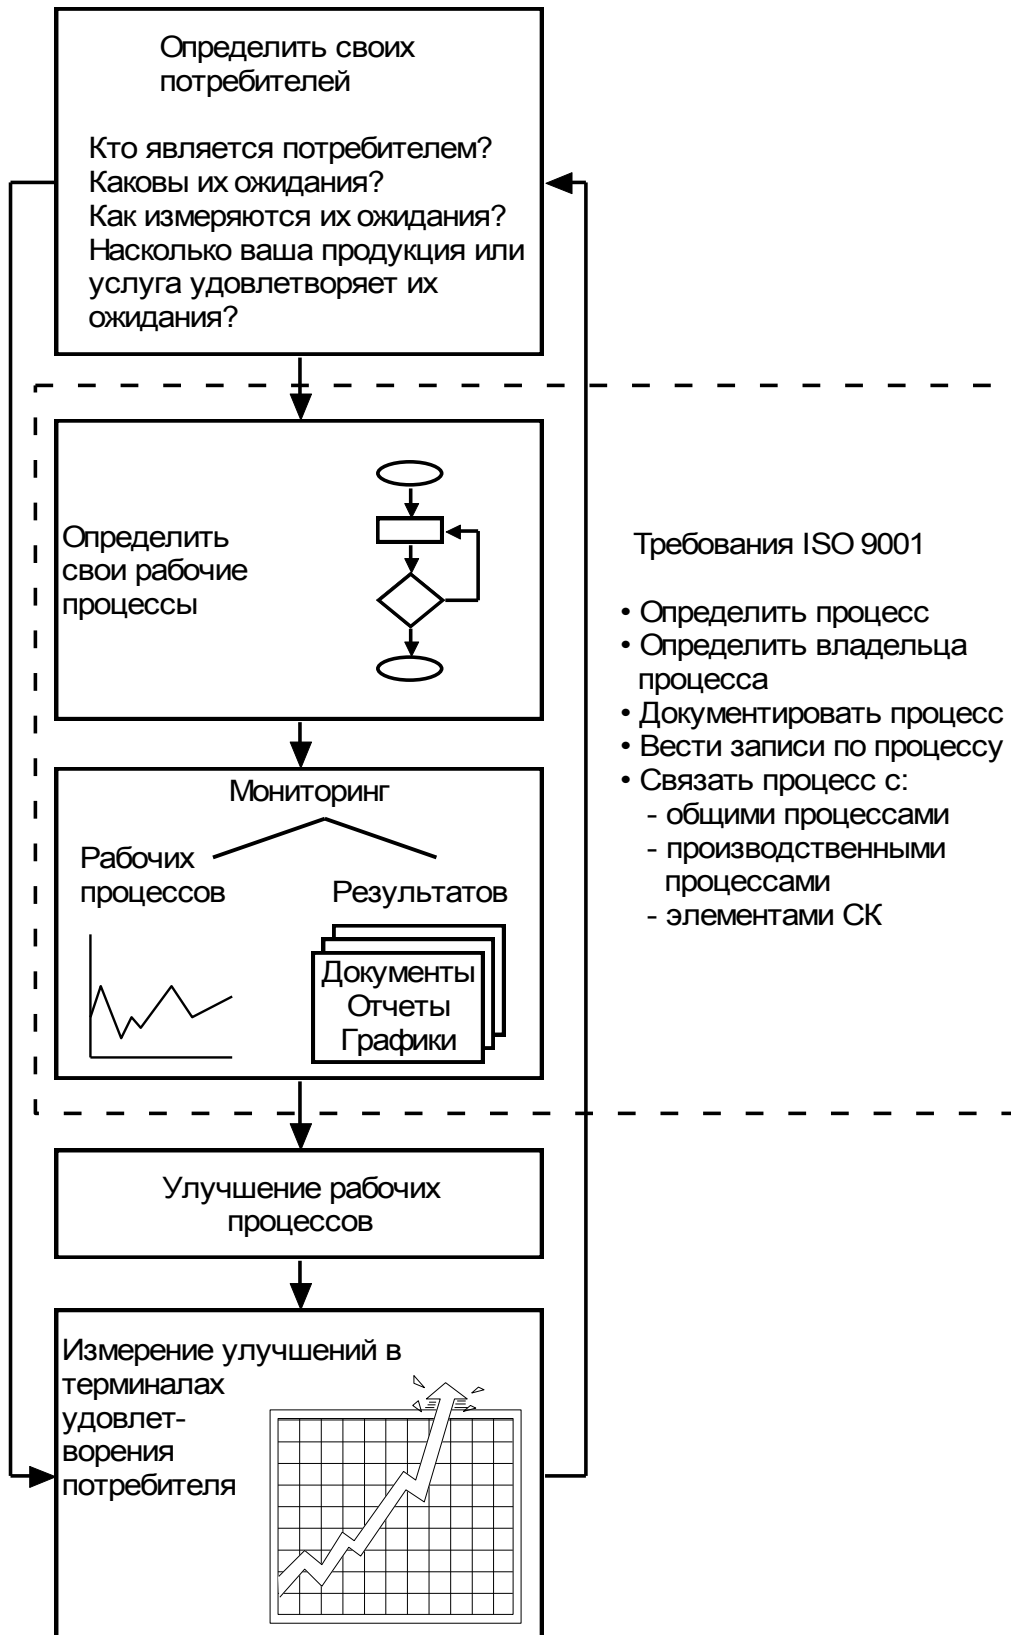 Определить своих
потребителей
Кто является потребителем?
Каковы их ожидания?
Как измеряются их ожидания?
Насколько ваша продукция или
услуга удовлетворяет их
ожидания?
Определить
свои рабочие
процессы
Требования ISO 9001
• Определить процесс
• Определить владельца
процесса
• Документировать процесс
• Вести записи по процессу
• Связать процесс с:
- общими процессами
- производственными
процессами
- элементами СК
Мониторинг
Рабочих
процессов
Результатов
Документы
Отчеты
Графики
Улучшение рабочих
процессов
Измерение улучшений в
терминалах
удовлет-
ворения
потребителя